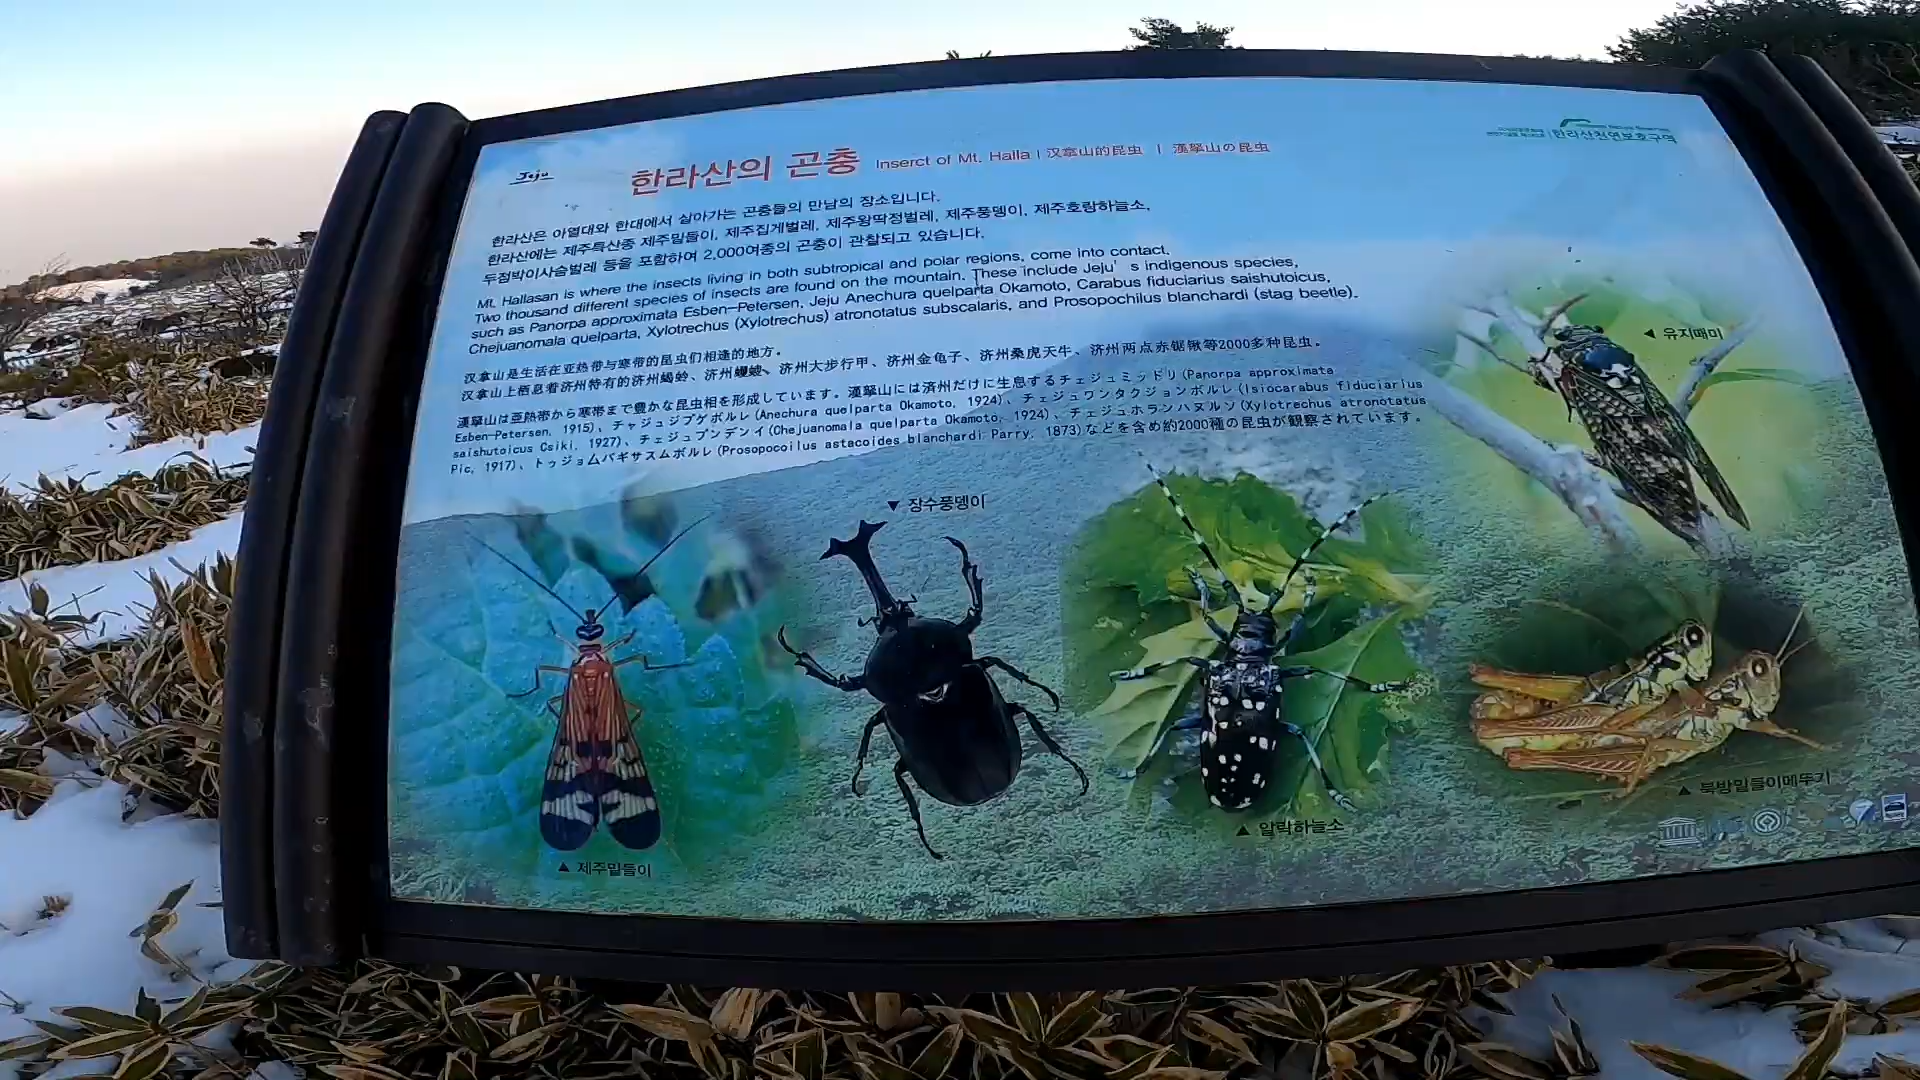 Jeju
한라산천연보호구역
한라산의 곤충 Inserct of Mt. Halla | 汉拿山的昆虫 | 漢拏山の昆虫
한라산은 아열대와 한대에서 살아가는 곤충들의 만남의 장소입니다.
한라산에는 제주특산종 제주밑들이, 제주집게벌레, 제주왕딱정벌레, 제주풍뎅이, 제주호랑하늘소,
두점박이사슴벌레 등을 포함하여 2,000여종의 곤충이 관찰되고 있습니다.
Mt. Hallasan is where the insects living in both subtropical and polar regions, come into contact.
Two thousand different species of insects are found on the mountain. These include Jeju's indigenous species,
such as Panorpa approximata Esben-Petersen, Jeju Anechura quelparta Okamoto, Carabus fiduciarius saishutoicus,
Chejuanomala quelparta, Xylotrechus (Xylotrechus) atronotatus subscalaris, and Prosopochilus blanchardi (stag beetle).
汉拿山是生活在亚热带与寒带的昆虫们相逢的地方。
汉拿山上栖息着济州特有的济州蝎蛉、济州蠼螋、济州大步行甲、济州金龟子、济州桑虎天牛、济州两点赤锯锹等2000多种昆虫。
漢拏山は亜熱帯から寒帯まで豊かな昆虫相を形成しています。漢拏山には済州だけに生息するチェジュミッドリ(Panorpa approximata
Esben-Petersen, 1915)、チャジュジプゲボルレ(Anechura quelparta Okamoto, 1924)、チェジュワンタクジョンボルレ(Isiocarabus fiduciarius
saishutoicus Csiki, 1927)、チェジュプンデンイ(Chejuanomala quelparta Okamoto, 1924)、チェジュホランハヌルソ(Xylotrechus atronotatus
Pic, 1917)、トゥジョムバギサスムボルレ(Prosopocoilus astacoides blanchardi Parry, 1873)などを含め約2000種の昆虫が観察されています。
◀ 유지매미
▼ 장수풍뎅이
▲ 북방밑들이메뚜기
▲ 알락하늘소
▲ 제주밑들이